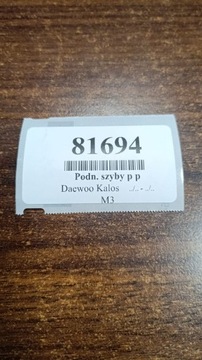 81694
Podn. szyby p p
Daewoo Kalos ../.. - ../..
M3